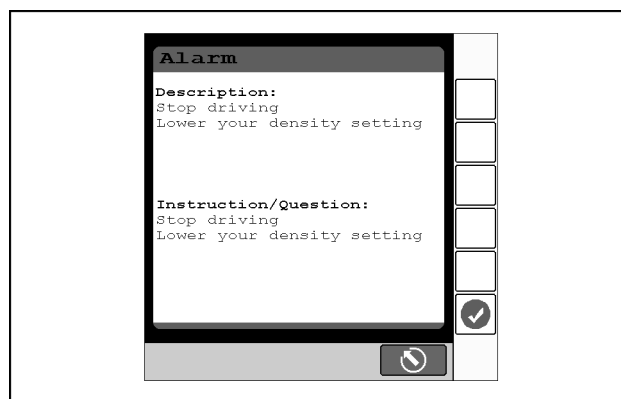 Alarm
Description:
Stop driving
Lower your density setting
Instruction/Question:
Stop driving
Lower your density setting